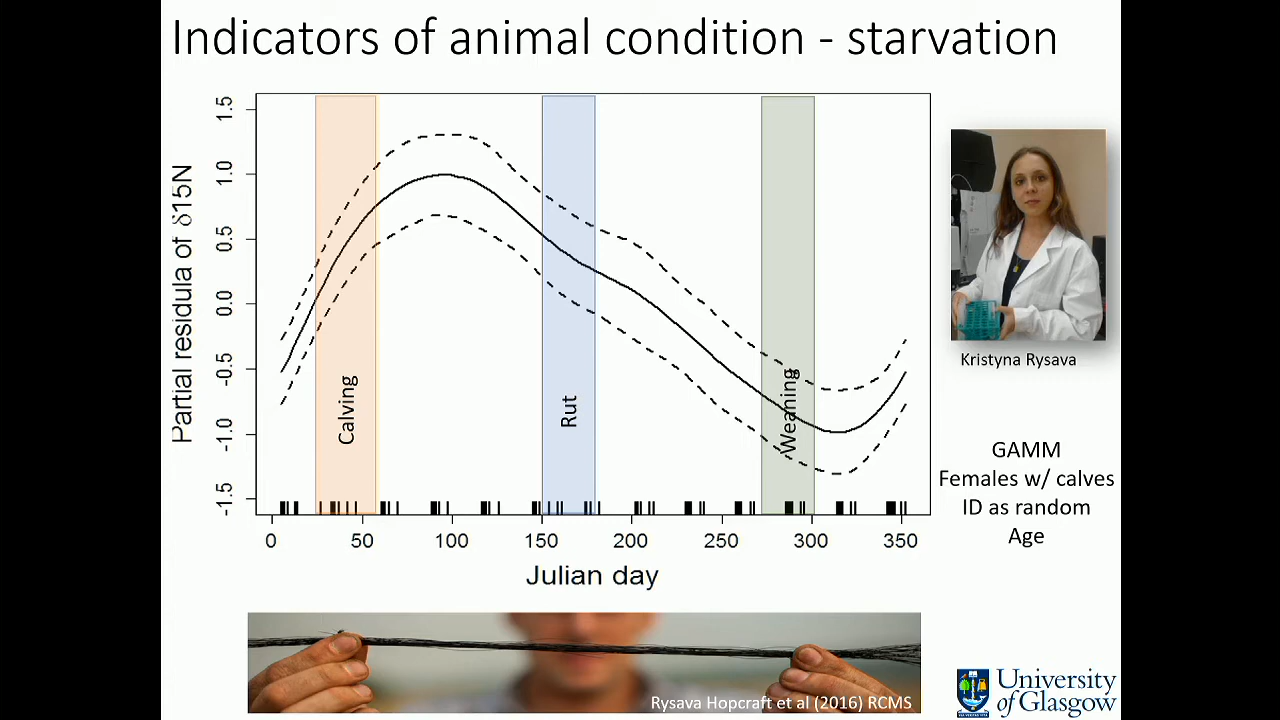 Indicators of animal condition - starvation
Partial residula of δ15N
1.5
1.0
0.5
0.0
-0.5
-1.0
-1.5
Calving
Rut
Weaning
0 50 100 150 200 250 300 350
Julian day
Kristyna Rysava
GAMM
Females w/ calves
ID as random
Age
Rysava Hopcraft et al (2016) RCMS
University
of Glasgow